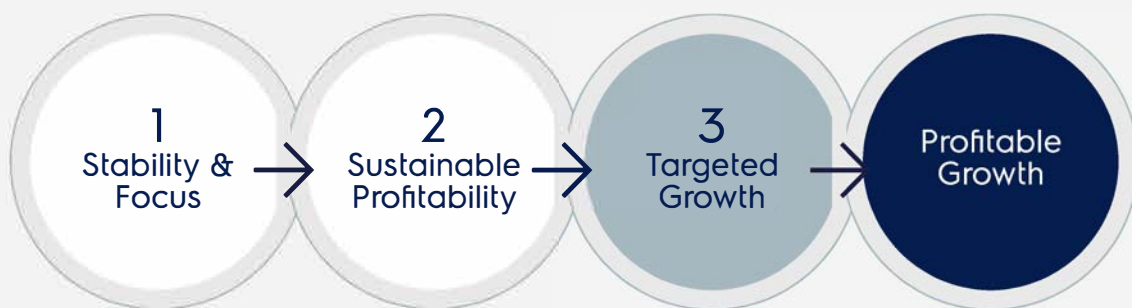 1
Stability &
Focus
2
Sustainable
Profitability
3
Targeted
Growth
Profitable
Growth